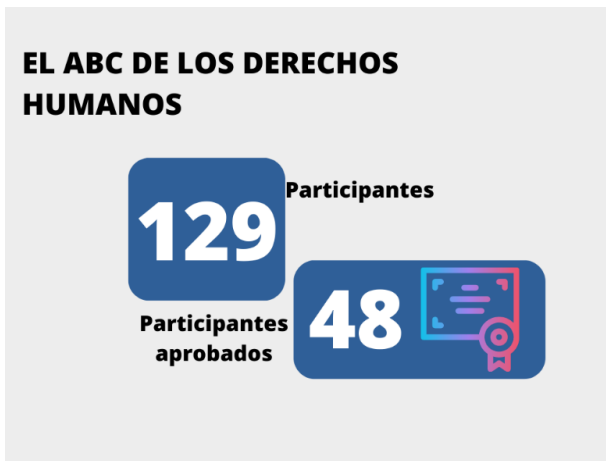 EL ABC DE LOS DERECHOS
HUMANOS
129
Participantes
Participantes
aprobados
48